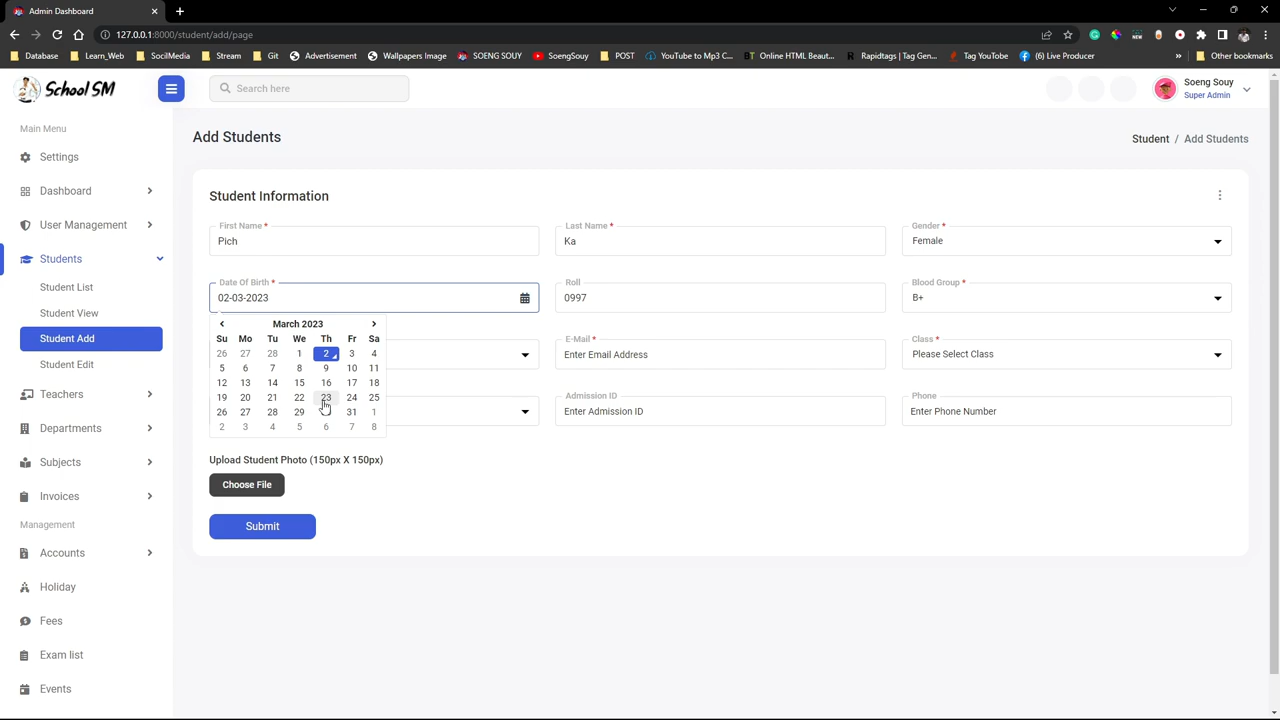 Admin Dashboard
127.0.0.1:8000/student/add/page
Database Learn_Web SocilMedia Stream Git Advertisement Wallpapers Image SOENG SOUY SoengSouy POST YouTube to Mp3 C... Online HTML Beaut... Rapidtags | Tag Gen... Tag YouTube (6) Live Producer » Other bookmarks
School SM
Search here
Soeng Souy
Super Admin
Main Menu
Settings
Dashboard
User Management
Students
Student List
Student View
Student Add
Student Edit
Teachers
Departments
Subjects
Invoices
Management
Accounts
Holiday
Fees
Exam list
Events
Add Students
Student / Add Students
Student Information
First Name * Last Name * Gender *
Pich Ka Female
Date Of Birth * Roll Blood Group *
02-03-2023 0997 B+
March 2023
Su Mo Tu We Th Fr Sa
26 27 28 1 2 3 4
5 6 7 8 9 10 11
12 13 14 15 16 17 18
19 20 21 22 23 24 25
26 27 28 29 31 1
2 3 4 5 6 7 8
E-Mail * Class *
Enter Email Address Please Select Class
Admission ID Phone
Enter Admission ID Enter Phone Number
Upload Student Photo (150px X 150px)
Choose File
Submit